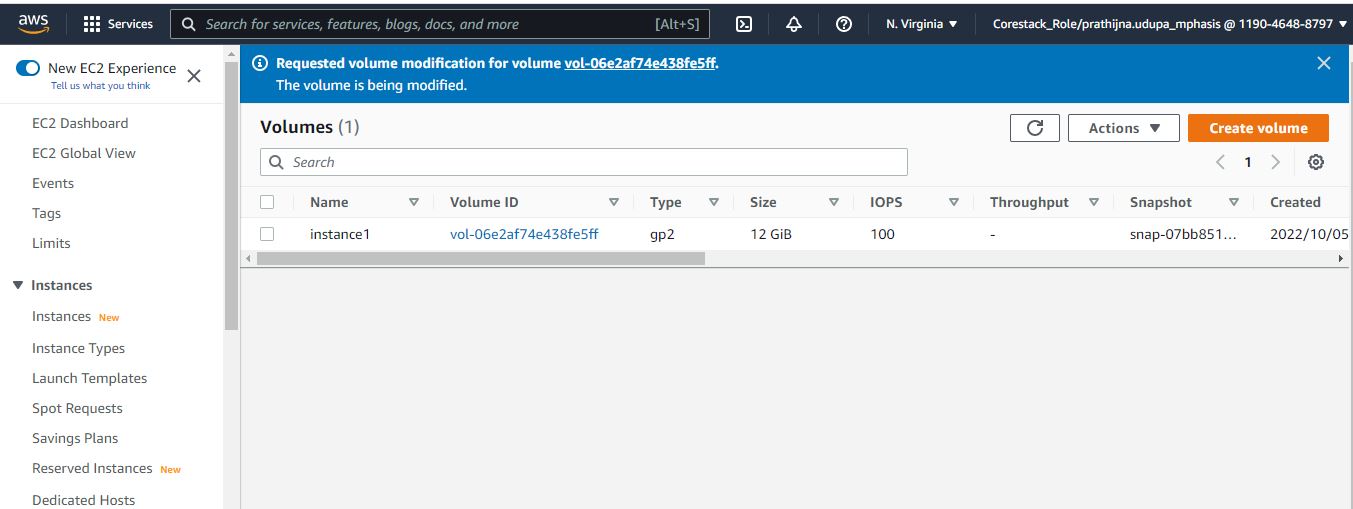 aws Services Search for services, features, blogs, docs, and more [Alt+S] N. Virginia Corestack_Role/prathijna.udupa_mphasis @ 1190-4648-8797
New EC2 Experience
Tell us what you think
EC2 Dashboard
EC2 Global View
Events
Tags
Limits
Instances
Instances New
Instance Types
Launch Templates
Spot Requests
Savings Plans
Reserved Instances New
Dedicated Hosts
Requested volume modification for volume vol-06e2af74e438fe5ff.
The volume is being modified.
Volumes (1)
Actions
Create volume
Search
1
Name Volume ID Type Size IOPS Throughput Snapshot Created
instance1 vol-06e2af74e438fe5ff gp2 12 GiB 100 - snap-07bb851... 2022/10/05